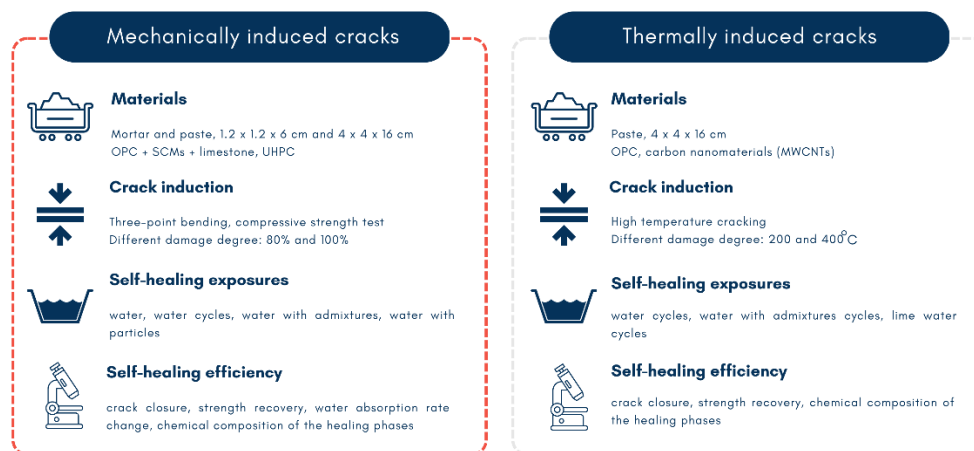 Mechanically induced cracks
Materials
Mortar and paste, 1.2 x 1.2 x 6 cm and 4 x 4 x 16 cm
OPC + SCMs + limestone, UHPC
Crack induction
Three-point bending, compressive strength test
Different damage degree: 80% and 100%
Self-healing exposures
water, water cycles, water with admixtures, water with
particles
Self-healing efficiency
crack closure, strength recovery, water absorption rate
change, chemical composition of the healing phases
Thermally induced cracks
Materials
Paste, 4 x 4 x 16 cm
OPC, carbon nanomaterials (MWCNTs)
Crack induction
High temperature cracking
Different damage degree: 200 and 400°C
Self-healing exposures
water cycles, water with admixtures cycles, lime water
cycles
Self-healing efficiency
crack closure, strength recovery, chemical composition of
the healing phases